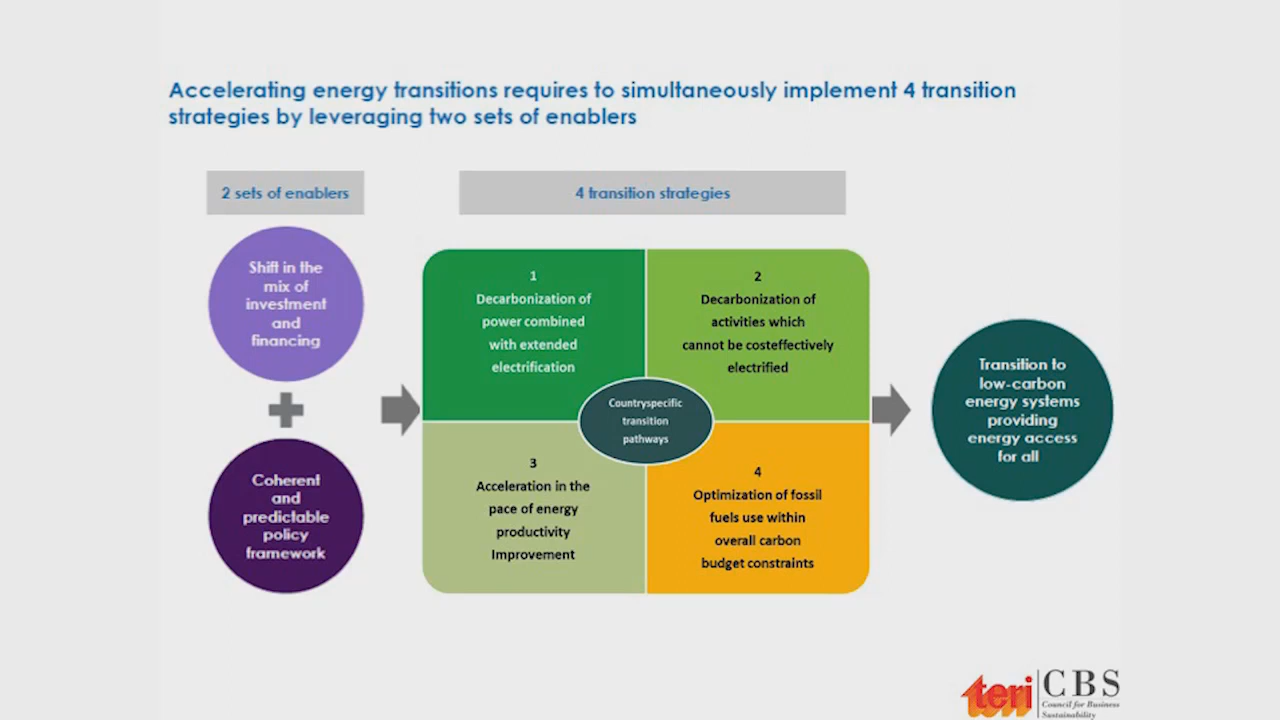 Accelerating energy transitions requires to simultaneously implement 4 transition
strategies by leveraging two sets of enablers
2 sets of enablers
4 transition strategies
Shift in the
mix of
investment
and
financing
Coherent
and
predictable
policy
framework
1
Decarbonization of
power combined
with extended
electrification
2
Decarbonization of
activities which
cannot be costeffectively
electrified
Countryspecific
transition
pathways
3
Acceleration in the
pace of energy
productivity
Improvement
4
Optimization of fossil
fuels use within
overall carbon
budget constraints
Transition to
low-carbon
energy systems
providing
energy access
for all
teri
CBS
Council for Business
Sustainability